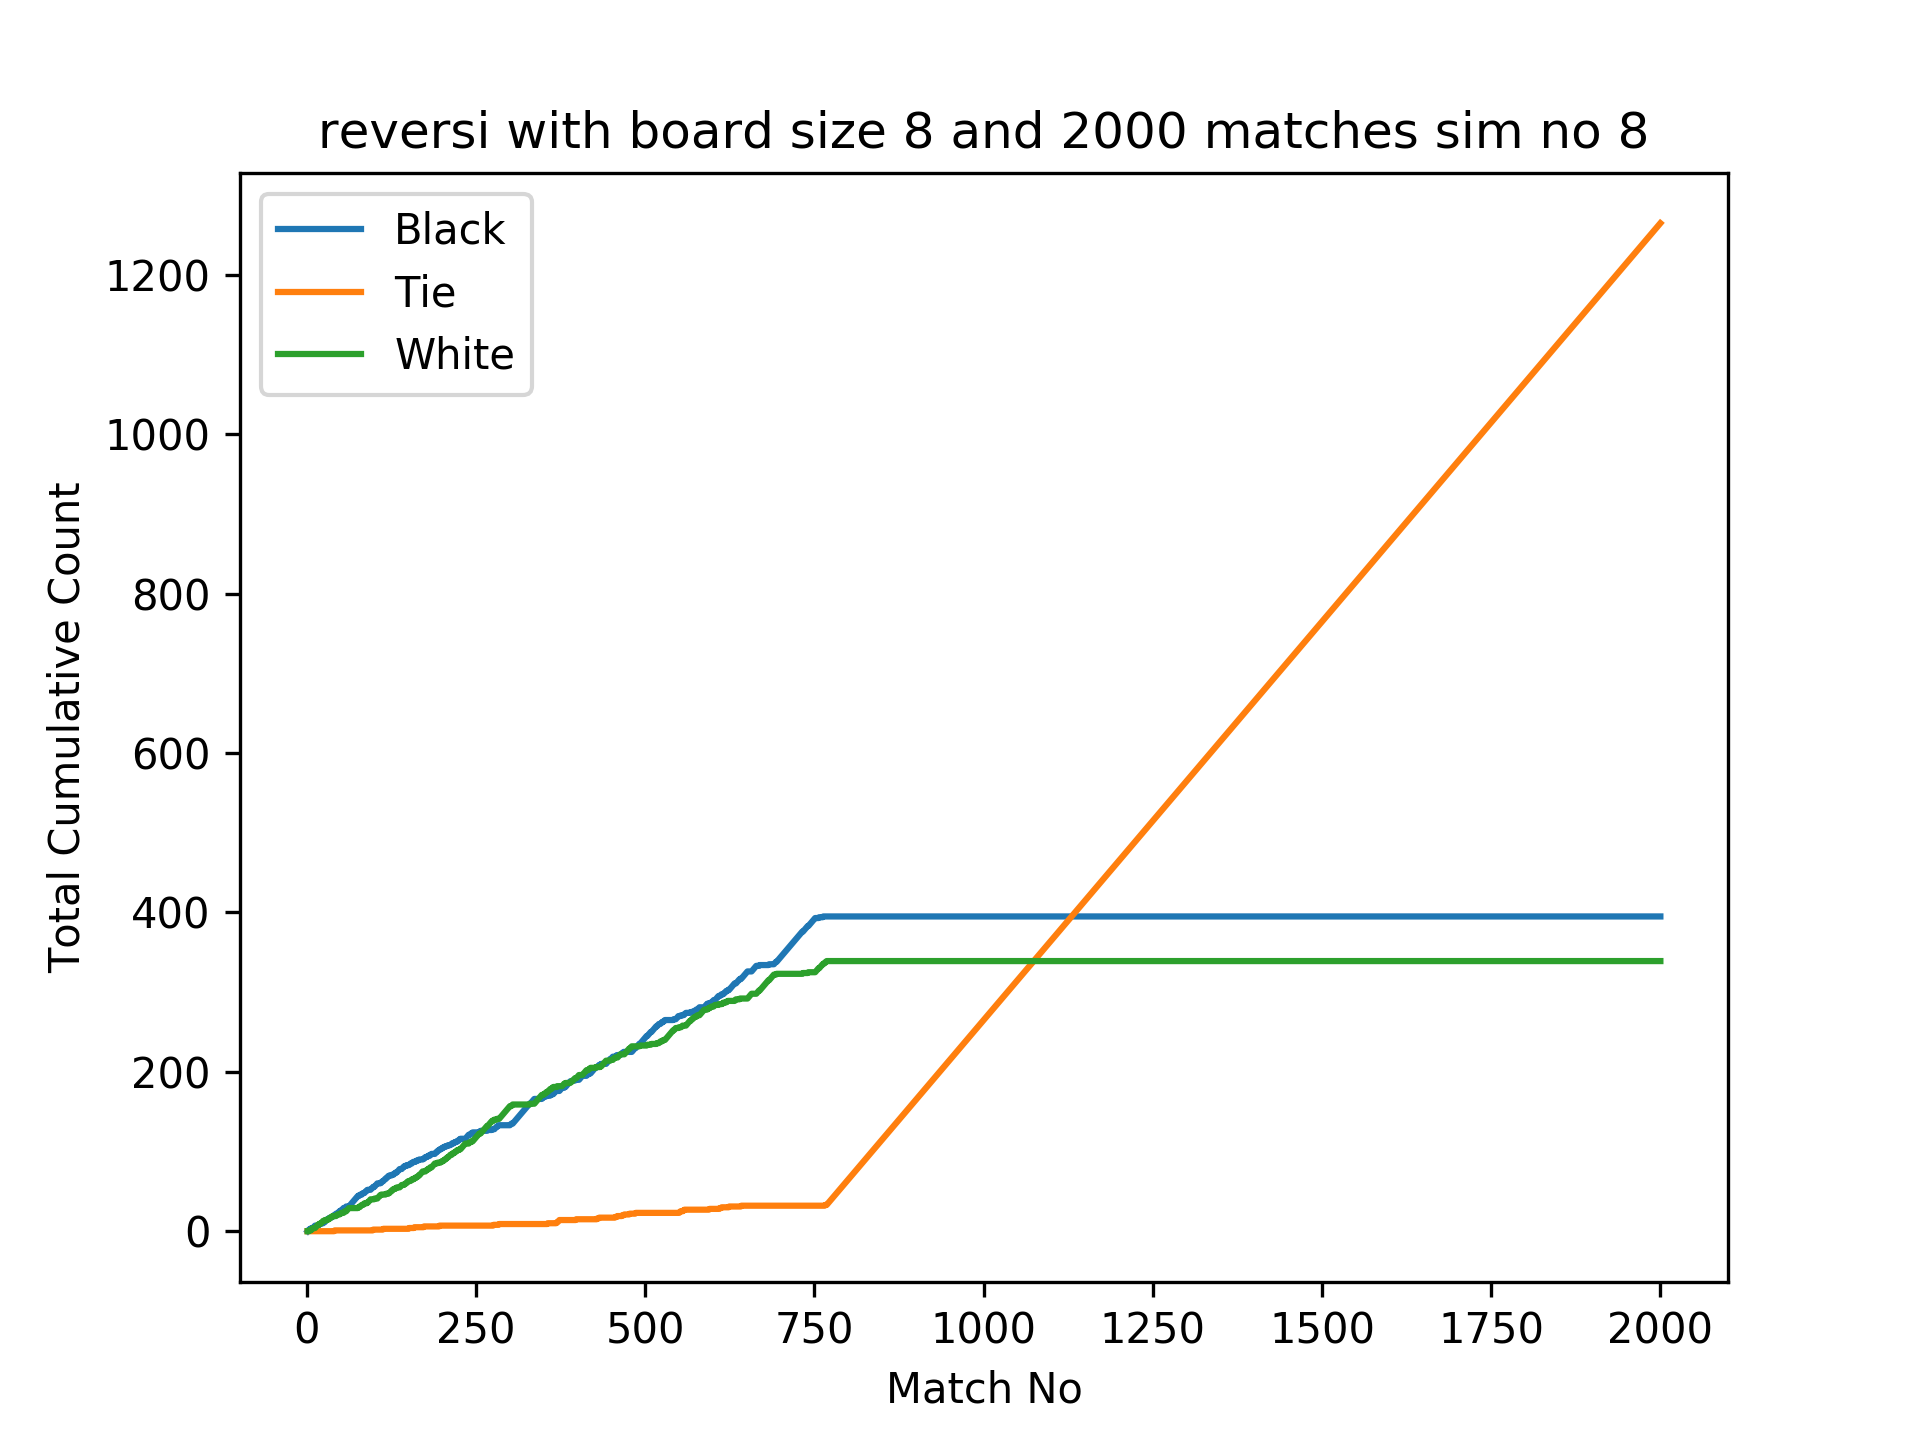 reversi with board size 8 and 2000 matches sim no 8
Black
Tie
White
1200
1000
800
600
400
200
0
Total Cumulative Count
0 250 500 750 1000 1250 1500 1750 2000
Match No